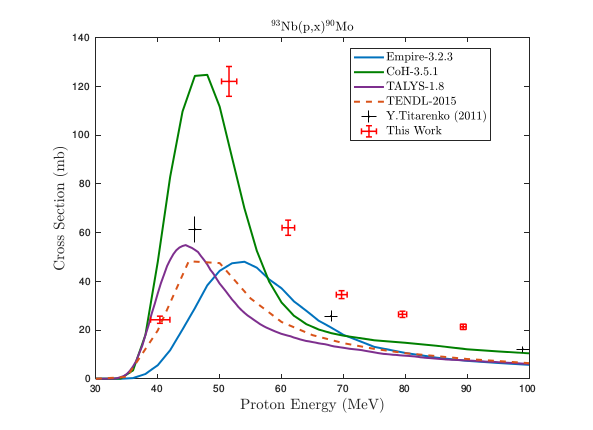 ⁹³Nb(p,x)⁹⁰Mo
Cross Section (mb)
140
120
100
80
60
40
20
0
Empire-3.2.3
CoH-3.5.1
TALYS-1.8
TENDL-2015
Y.Titarenko (2011)
This Work
30 40 50 60 70 80 90 100
Proton Energy (MeV)